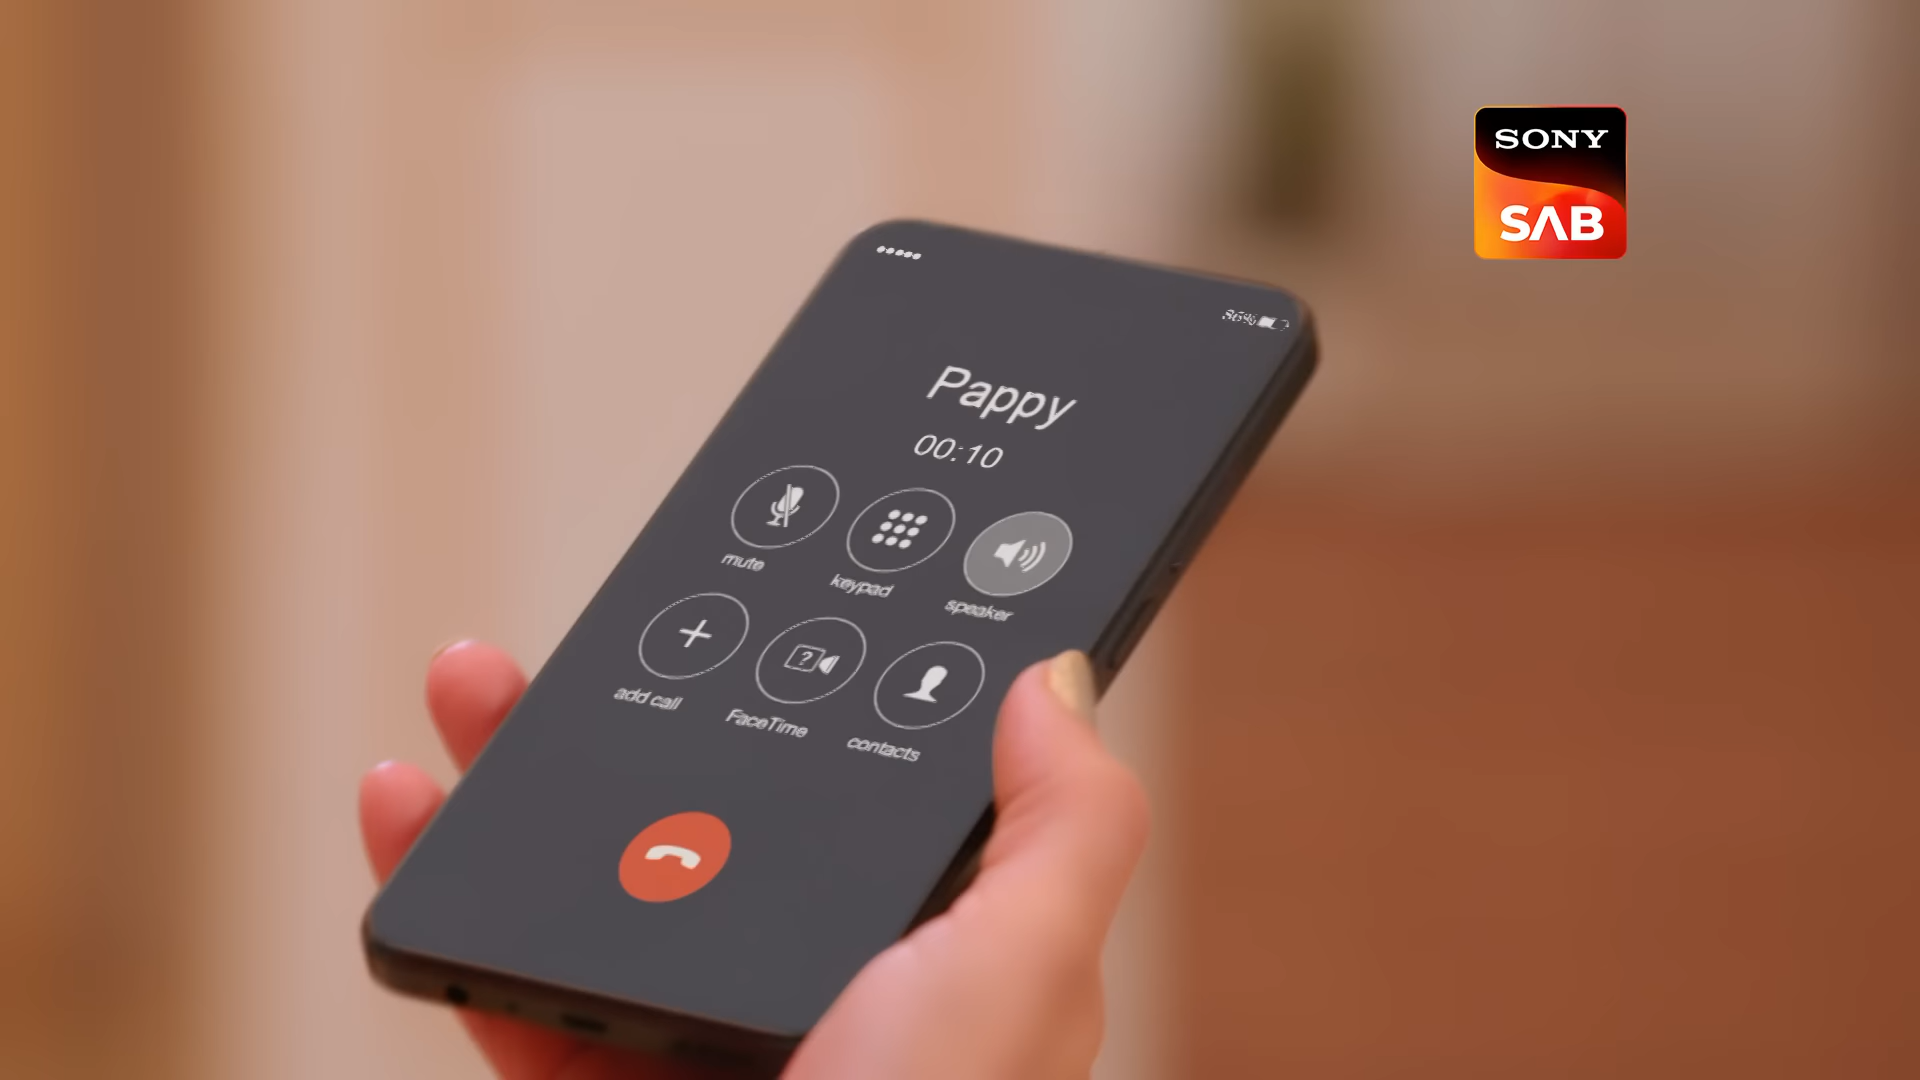 SONY
SAB
Pappy
00:10
mute
keypad
speaker
add call
FaceTime
contacts